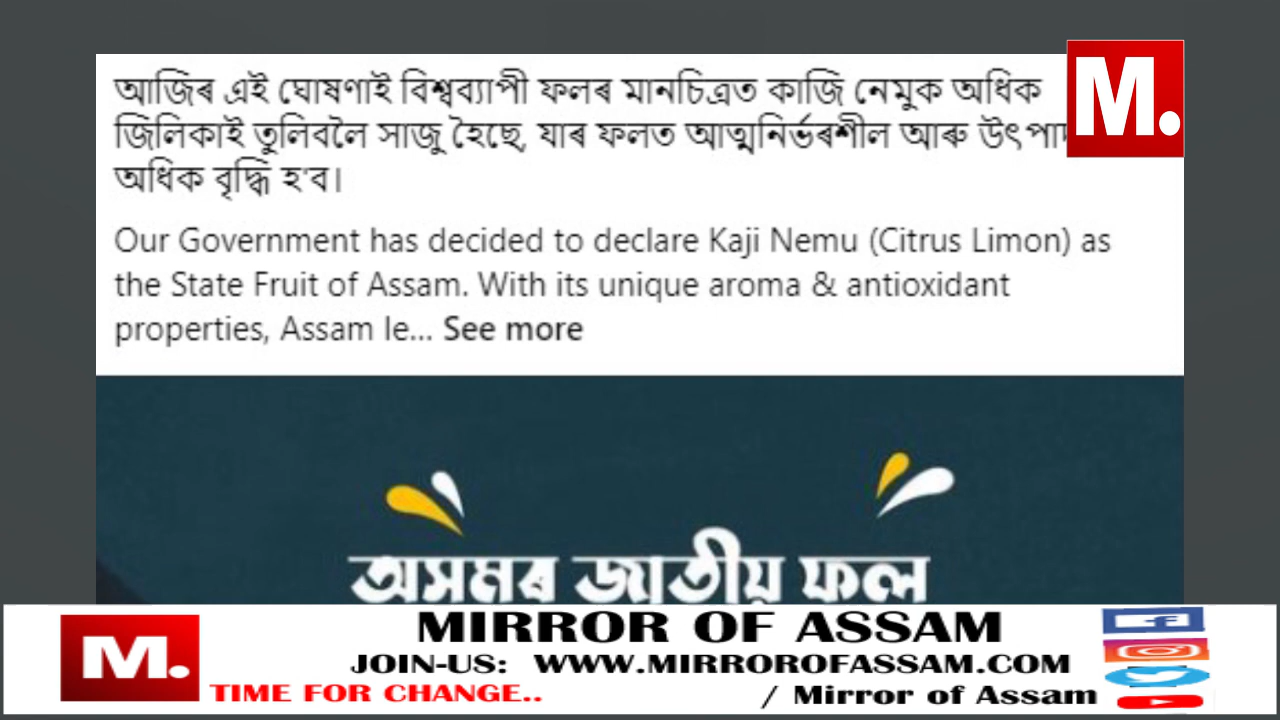 আজিৰ এই ঘোষণাই বিশ্বব্যাপী ফলৰ মানচিত্ৰত কাজি নেমুক অধিক
M.
জিলিকাই তুলিবলৈ সাজু হৈছে, যাৰ ফলত আত্মনিৰ্ভৰশীল আৰু
অধিক বৃদ্ধি হ'ব।
Our Government has decided to declare Kaji Nemu (Citrus Limon) as
the State Fruit of Assam. With its unique aroma & antioxidant
properties, Assam le... See more
অসমৰ জাতীয় ফল
MIRROR OF ASSAM
M.
JOIN-US: WWW.MIRROROFASSAM.COM
TIME FOR CHANGE..
/ Mirror of Assam